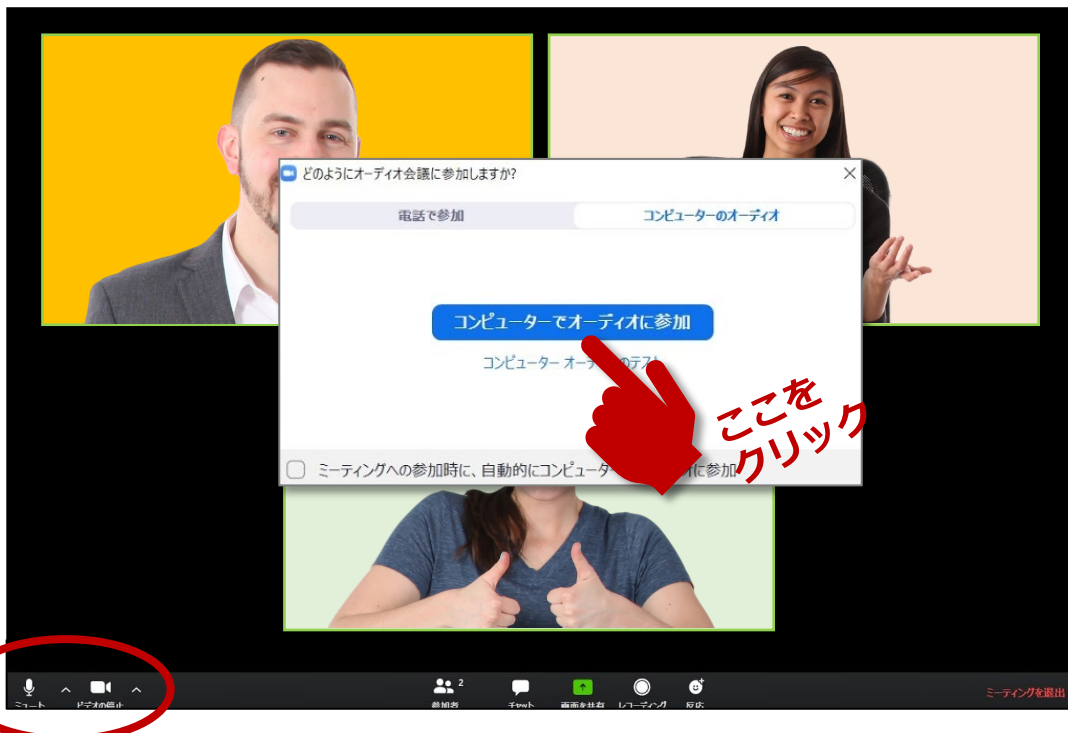 どのようにオーディオ会議に参加しますか?
電話で参加
コンピューターのオーディオ
コンピューターでオーディオに参加
コンピューター オーディオのテスト
ここを
クリック
ミーティングへの参加時に、自動的にコンピューター に参加
2
ミュート
ビデオの停止
参加者
チャット
画面を共有
レコーディング
反応
ミーティングを退出